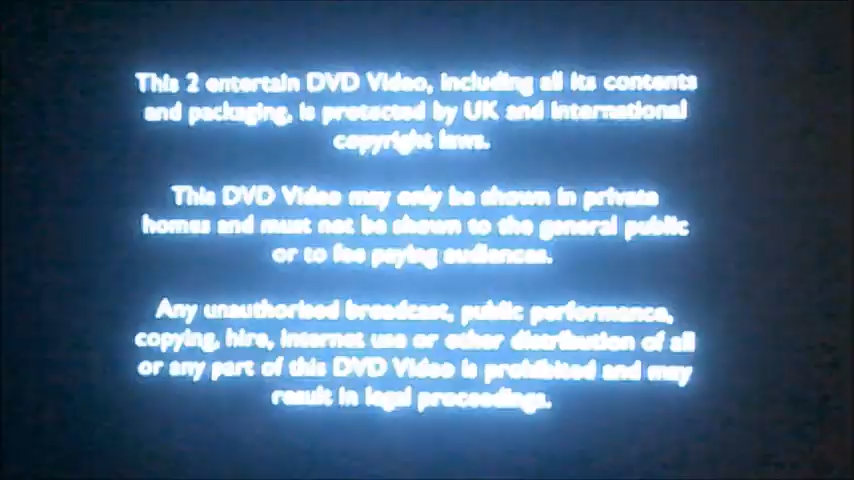 This 2 entertain DVD Video, including all its contents
and packaging, is protected by UK and international
copyright laws.
This DVD Video may only be shown in private
homes and must not be shown to the general public
or to fee paying audiences.
Any unauthorised broadcast, public performance,
copying, hire, internet use or other distribution of all
or any part of this DVD Video is prohibited and may
result in legal proceedings.